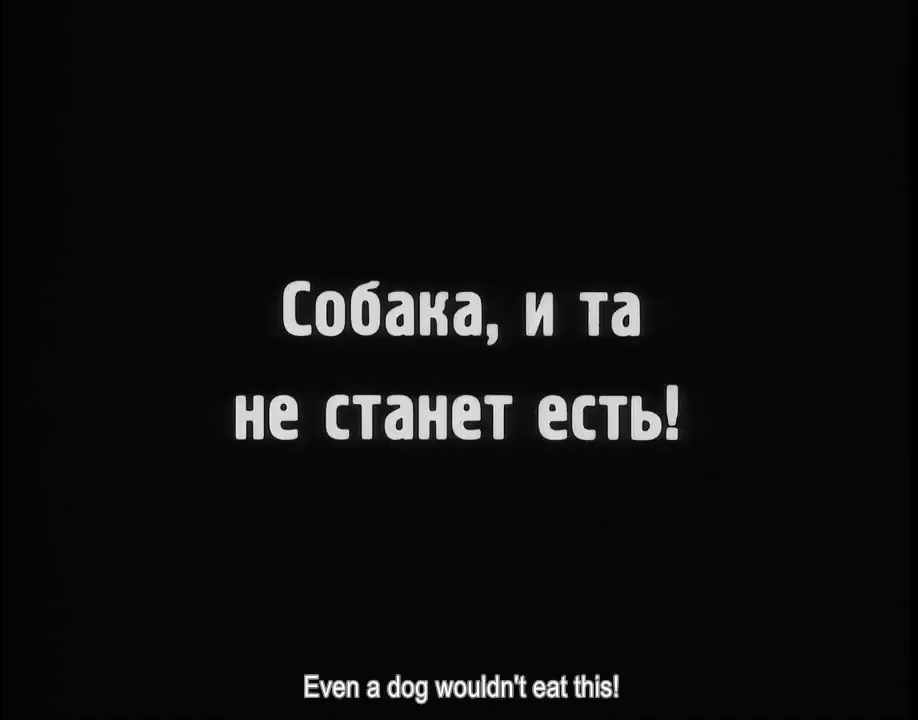 Собака, и та
не станет есть!
Even a dog wouldn't eat this!